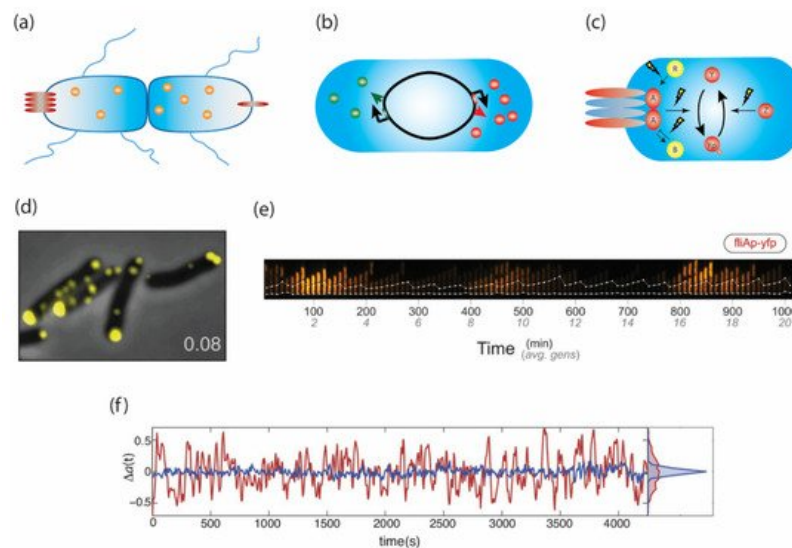 (a)
(b)
(c)
R
A
A
B
(d)
0.08
(e)
fliAp-yfp
100 200 300 400 500 600 700 800 900 1000
2 4 6 8 10 12 14 16 18 20
Time (min)
(avg. gens)
(f)
Δa(t)
0.5
0
−0.5
0 500 1000 1500 2000 2500 3000 3500 4000
time(s)